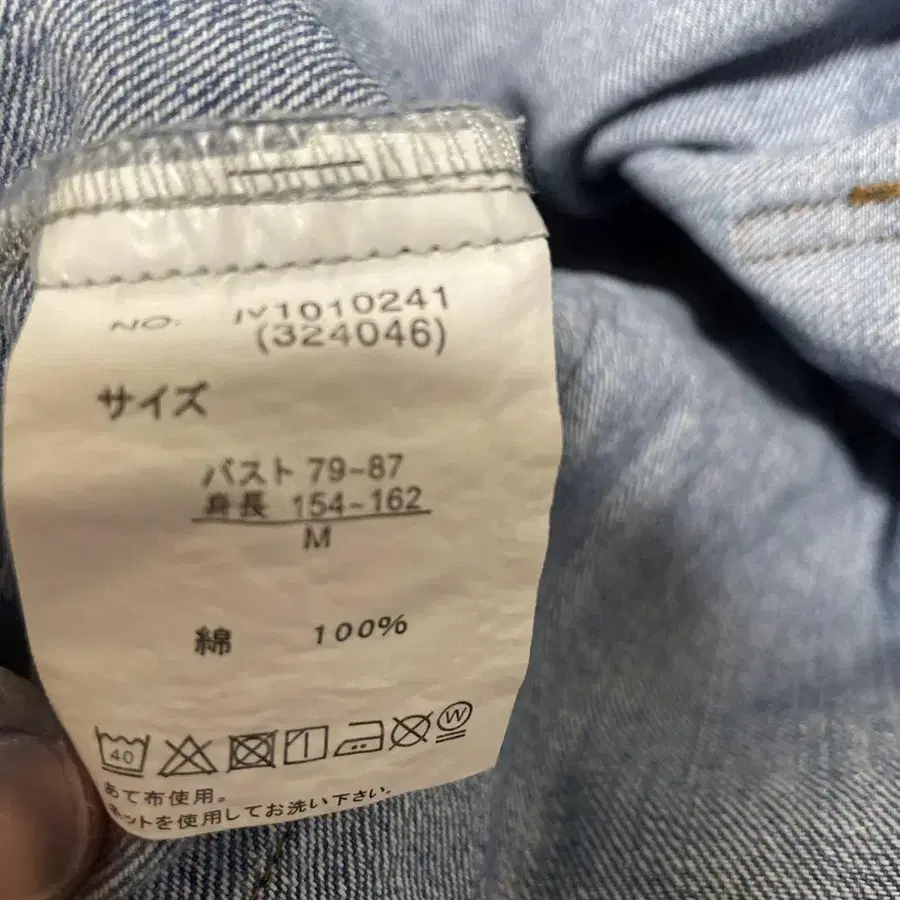 NO. IV1010241
(324046)
サイズ
バスト 79-87
身長 154-162
M
綿 100%
40
W
あて布使用。
ネットを使用してお洗い下さい。